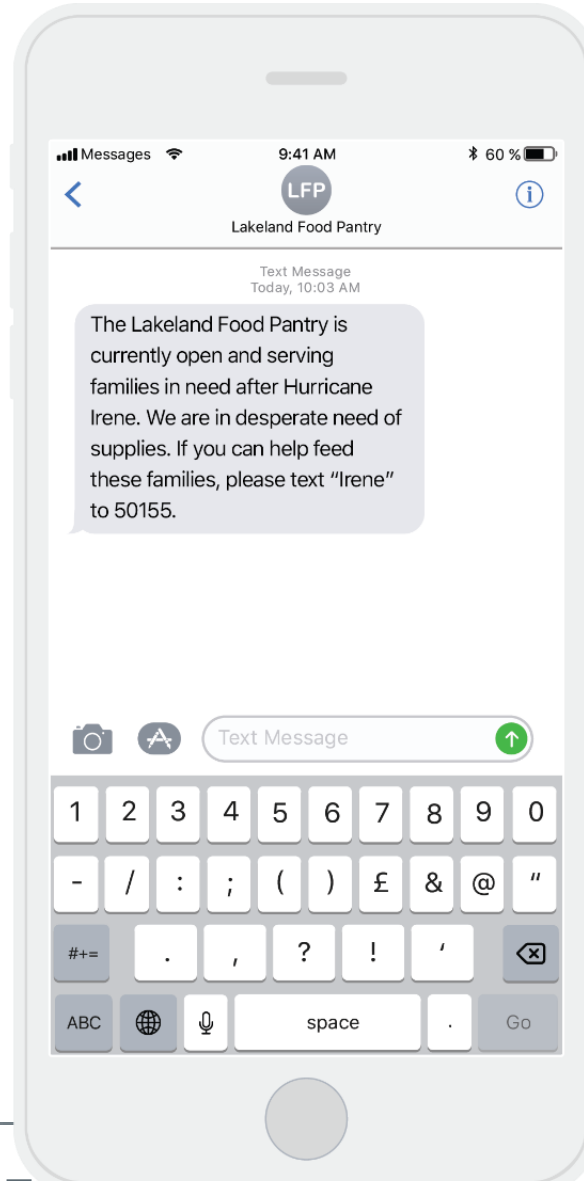 Messages 9:41 AM 60 %
LFP
Lakeland Food Pantry
Text Message
Today, 10:03 AM
The Lakeland Food Pantry is
currently open and serving
families in need after Hurricane
Irene. We are in desperate need of
supplies. If you can help feed
these families, please text “Irene”
to 50155.
Text Message
1 2 3 4 5 6 7 8 9 0
- / : ; ( ) £ & @ "
#+= . , ? ! '
ABC space . Go